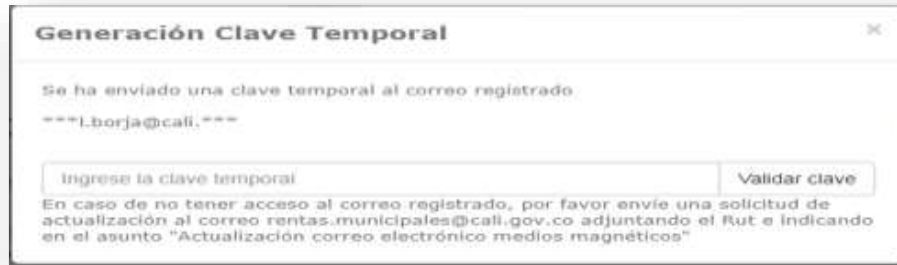 Generación Clave Temporal ×
Se ha enviado una clave temporal al correo registrado
***l.borja@cali.***
Ingrese la clave temporal Validar clave
En caso de no tener acceso al correo registrado, por favor envíe una solicitud de
actualización al correo rentas.municipales@cali.gov.co adjuntando el Rut e indicando
en el asunto "Actualización correo electrónico medios magnéticos"